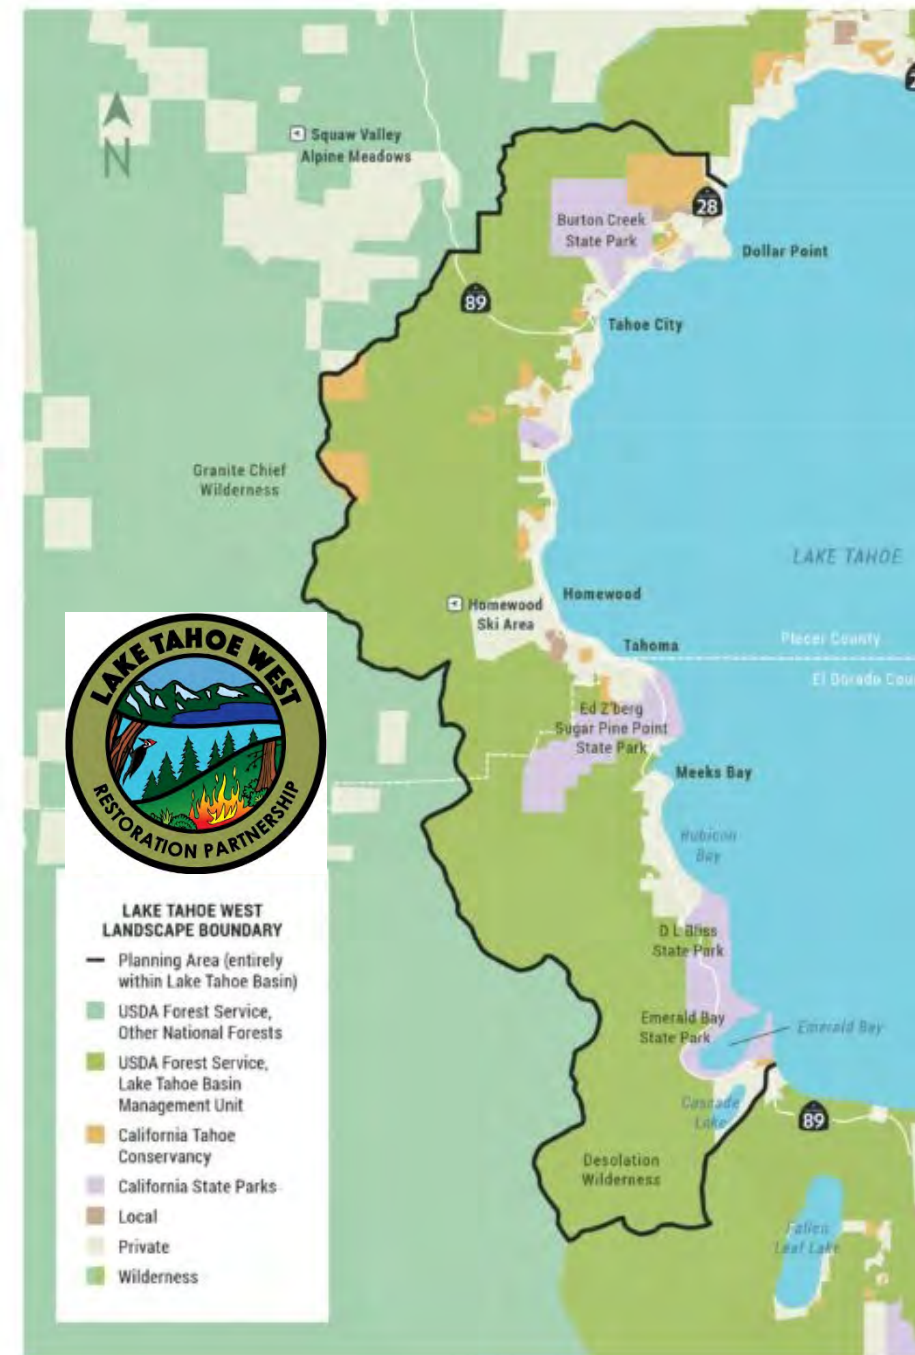 Squaw Valley
Alpine Meadows
N
28
Burton Creek
State Park
Dollar Point
89
Tahoe City
Granite Chief
Wilderness
LAKE TAHOE
Homewood
Homewood
Ski Area
Tahoma
Placer County
El Dorado Cou
Ed Z'berg
Sugar Pine Point
State Park
Meeks Bay
Rubicon
Bay
D L Bliss
State Park
Emerald Bay
State Park
Emerald Bay
Cascade
Lake
89
Desolation
Wilderness
Fallen
Leaf Lake
LAKE TAHOE WEST
RESTORATION PARTNERSHIP
LAKE TAHOE WEST
LANDSCAPE BOUNDARY
Planning Area (entirely
within Lake Tahoe Basin)
USDA Forest Service,
Other National Forests
USDA Forest Service,
Lake Tahoe Basin
Management Unit
California Tahoe
Conservancy
California State Parks
Local
Private
Wilderness